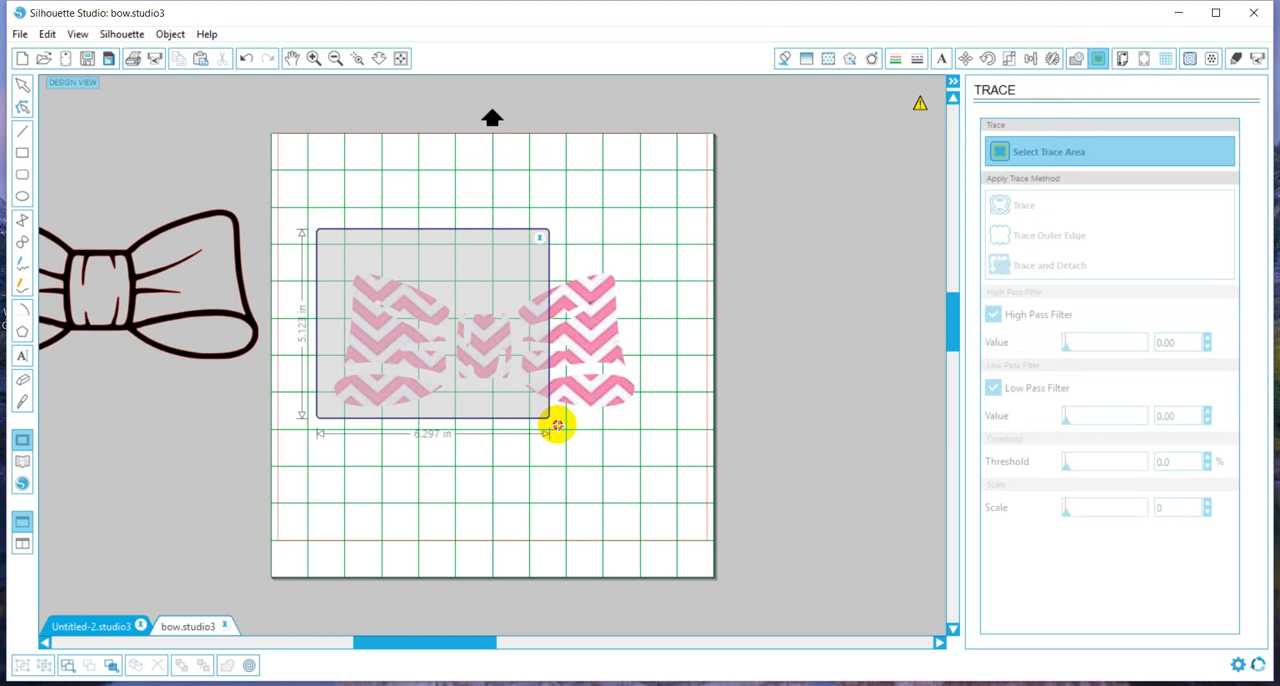 Silhouette Studio: bow.studio3
File Edit View Silhouette Object Help
DESIGN VIEW
TRACE
Trace
Select Trace Area
Apply Trace Method
Trace
Trace Outer Edge
Trace and Detach
High Pass Filter
High Pass Filter
Value 0.00
Low Pass Filter
Low Pass Filter
Value 0.00
Threshold
Threshold 0.0 %
Scale
Scale 0
5.123 in
6.297 in
Untitled-2.studio3 bow.studio3